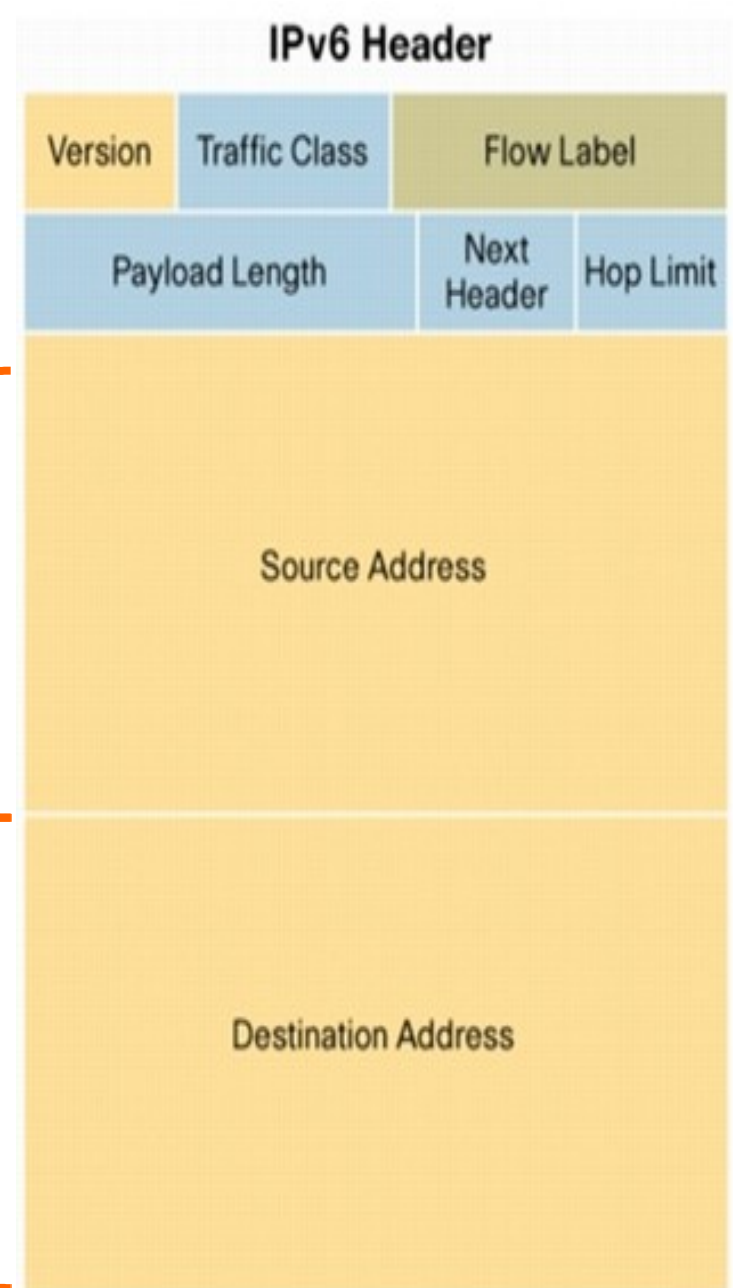 IPv6 Header
Version Traffic Class Flow Label
Payload Length Next Header Hop Limit
Source Address
Destination Address